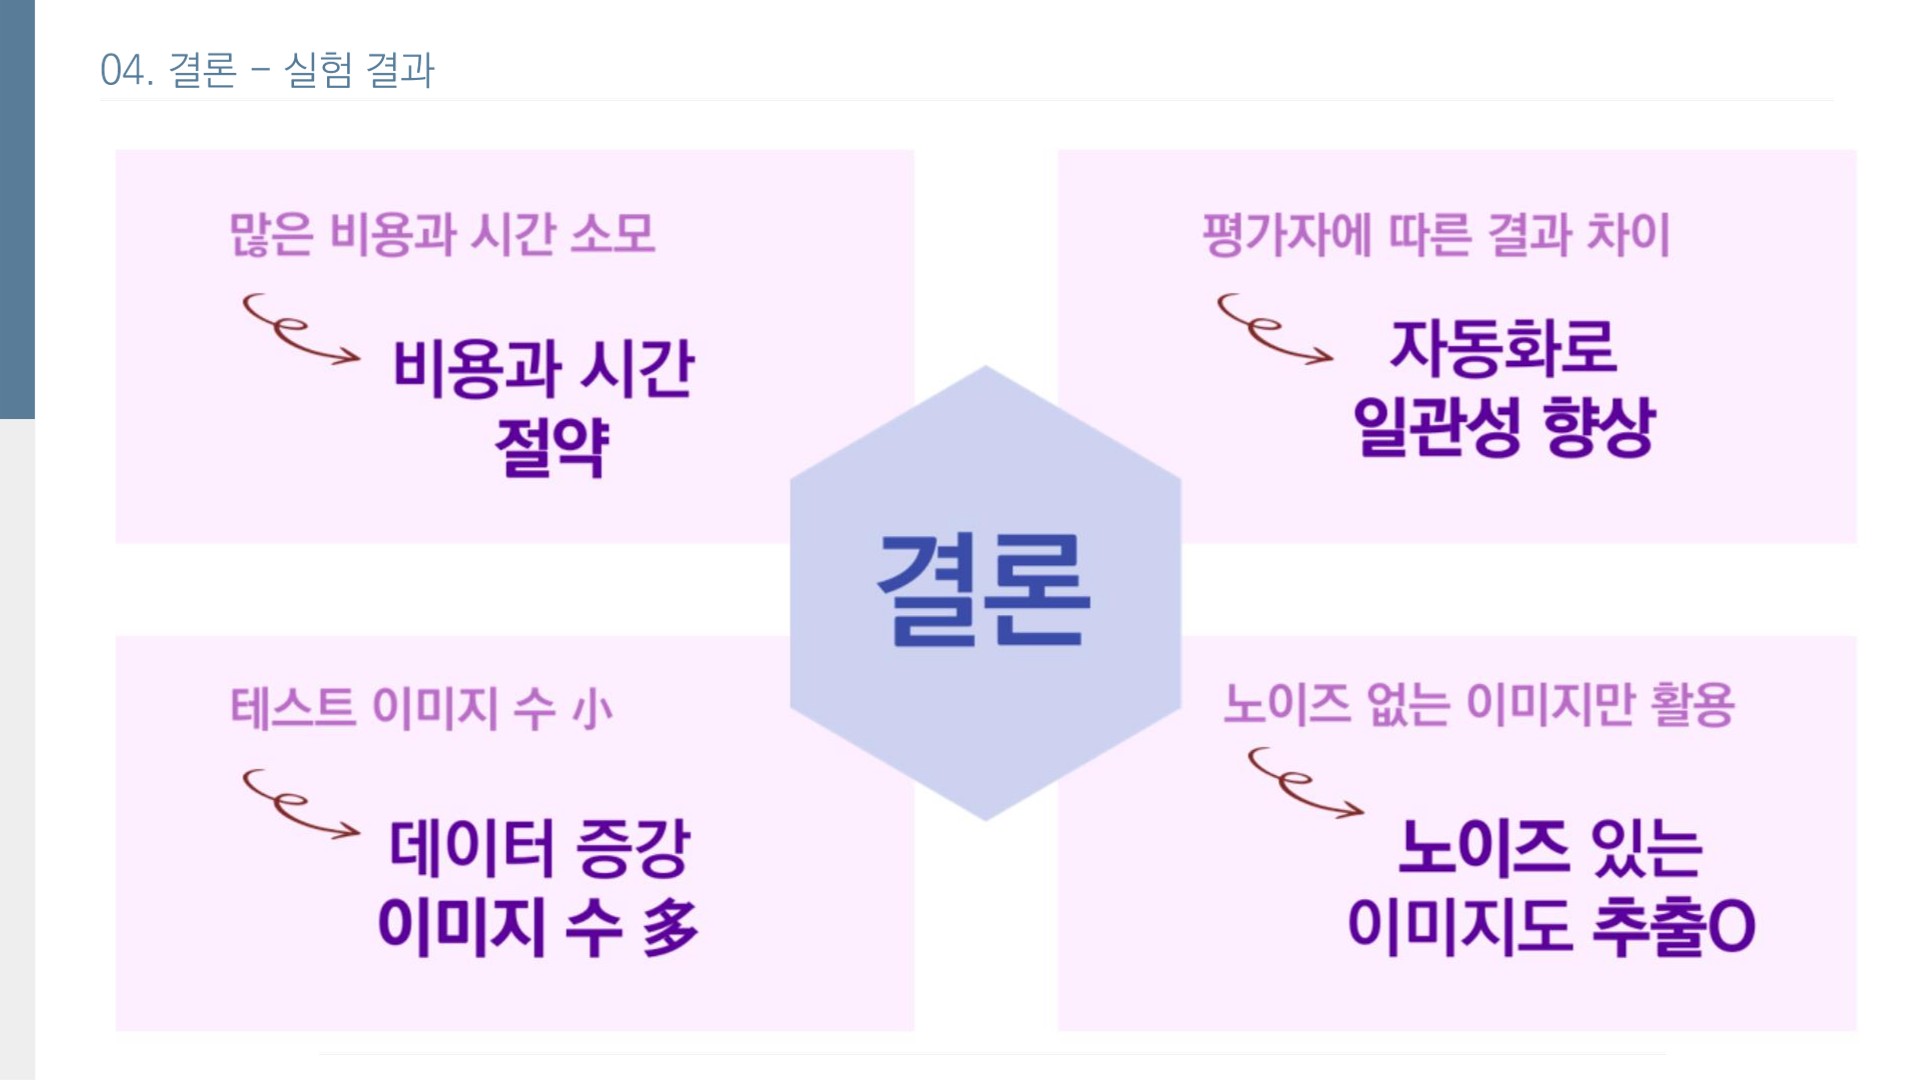 04. 결론 - 실험 결과
많은 비용과 시간 소모
비용과 시간
절약
평가자에 따른 결과 차이
자동화로
일관성 향상
결론
테스트 이미지 수 小
데이터 증강
이미지 수 多
노이즈 없는 이미지만 활용
노이즈 있는
이미지도 추출O